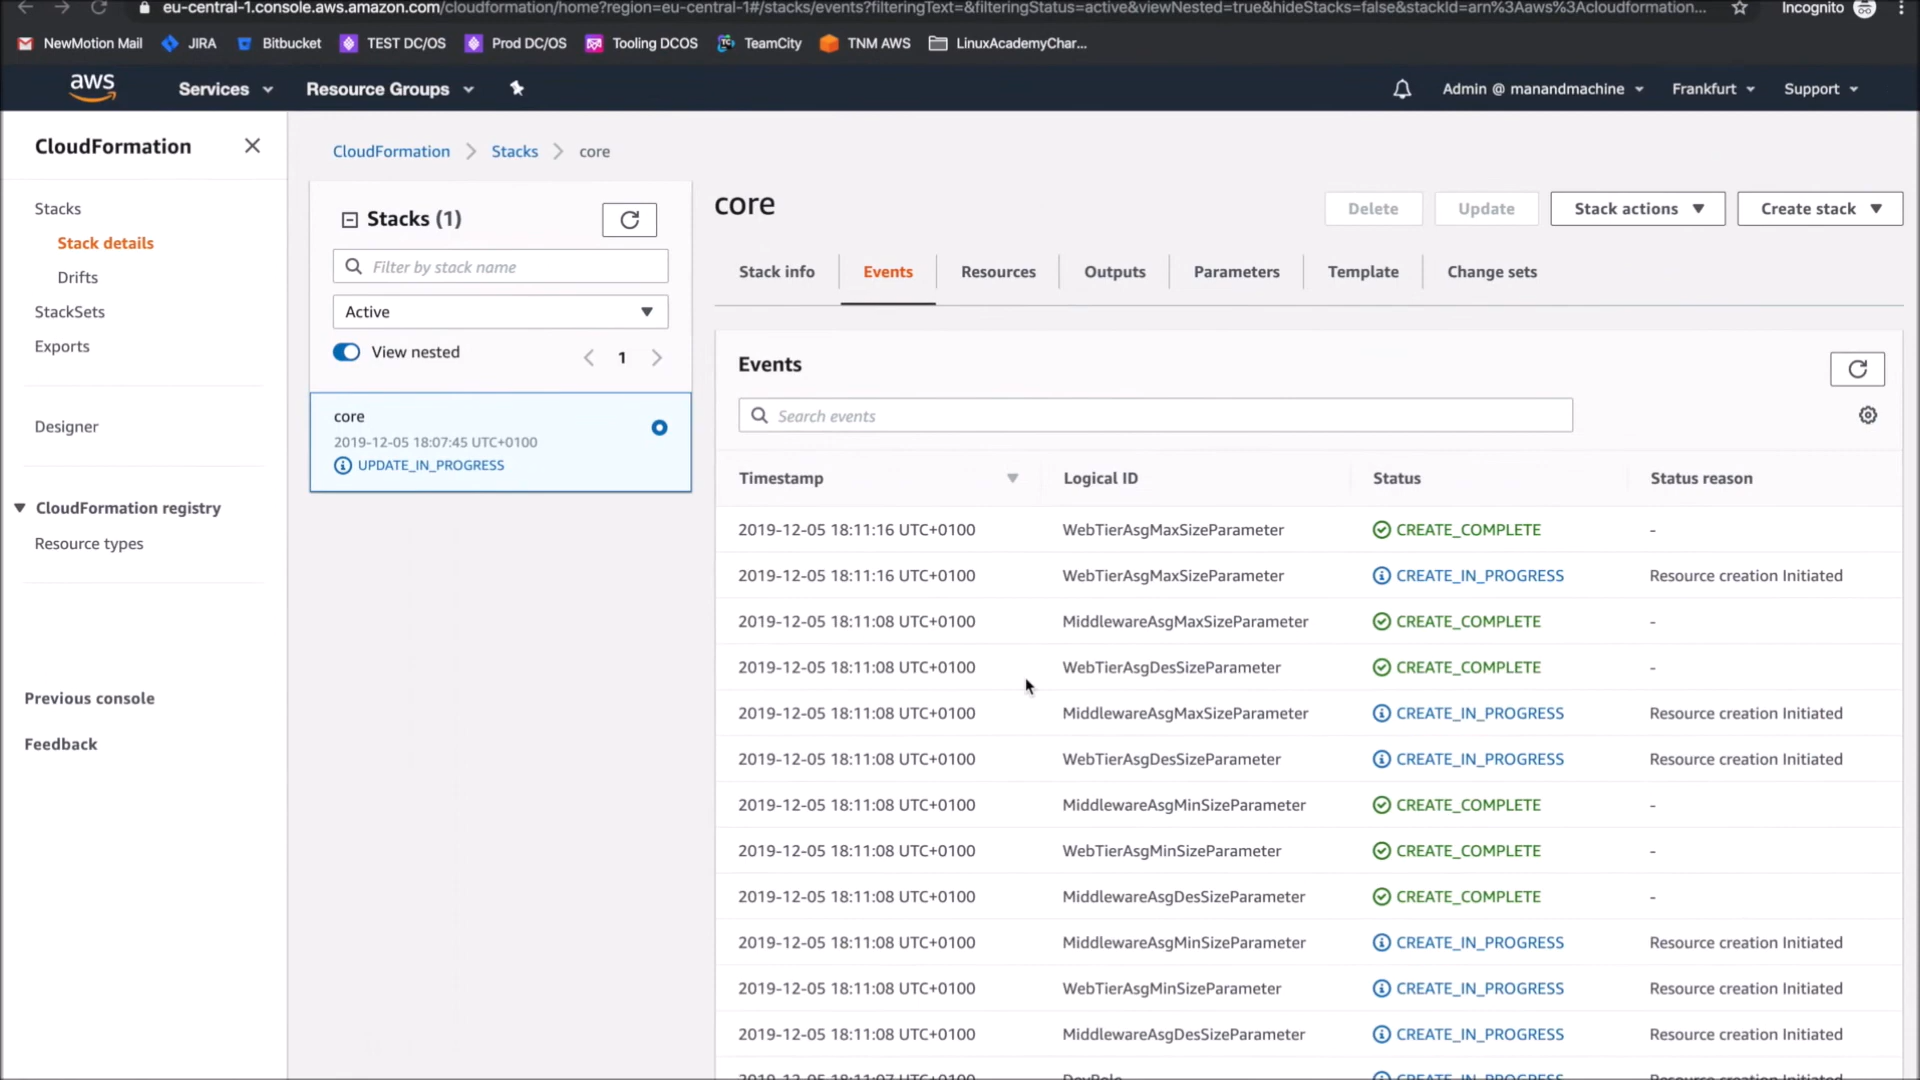 eu-central-1.console.aws.amazon.com/cloudformation/home?region=eu-central-1#/stacks/events?filteringText=&filteringStatus=active&viewNested=true&hideStacks=false&stackId=arn%3Aaws%3Acloudformation... Incognito
NewMotion Mail JIRA Bitbucket TEST DC/OS Prod DC/OS Tooling DCOS TeamCity TNM AWS LinuxAcademyChar...
aws Services Resource Groups Admin @ manandmachine Frankfurt Support
CloudFormation
Stacks
Stack details
Drifts
StackSets
Exports
Designer
CloudFormation registry
Resource types
Previous console
Feedback
CloudFormation Stacks core
Stacks (1)
Filter by stack name
Active
View nested 1
core
2019-12-05 18:07:45 UTC+0100
UPDATE_IN_PROGRESS
core
Delete Update Stack actions Create stack
Stack info Events Resources Outputs Parameters Template Change sets
Events
Search events
Timestamp Logical ID Status Status reason
2019-12-05 18:11:16 UTC+0100 WebTierAsgMaxSizeParameter CREATE_COMPLETE -
2019-12-05 18:11:16 UTC+0100 WebTierAsgMaxSizeParameter CREATE_IN_PROGRESS Resource creation Initiated
2019-12-05 18:11:08 UTC+0100 MiddlewareAsgMaxSizeParameter CREATE_COMPLETE -
2019-12-05 18:11:08 UTC+0100 WebTierAsgDesSizeParameter CREATE_COMPLETE -
2019-12-05 18:11:08 UTC+0100 MiddlewareAsgMaxSizeParameter CREATE_IN_PROGRESS Resource creation Initiated
2019-12-05 18:11:08 UTC+0100 WebTierAsgDesSizeParameter CREATE_IN_PROGRESS Resource creation Initiated
2019-12-05 18:11:08 UTC+0100 MiddlewareAsgMinSizeParameter CREATE_COMPLETE -
2019-12-05 18:11:08 UTC+0100 WebTierAsgMinSizeParameter CREATE_COMPLETE -
2019-12-05 18:11:08 UTC+0100 MiddlewareAsgDesSizeParameter CREATE_COMPLETE -
2019-12-05 18:11:08 UTC+0100 MiddlewareAsgMinSizeParameter CREATE_IN_PROGRESS Resource creation Initiated
2019-12-05 18:11:08 UTC+0100 WebTierAsgMinSizeParameter CREATE_IN_PROGRESS Resource creation Initiated
2019-12-05 18:11:08 UTC+0100 MiddlewareAsgDesSizeParameter CREATE_IN_PROGRESS Resource creation Initiated
2019-12-05 18:11:07 UTC+0100 DevRole CREATE_IN_PROGRESS Resource creation Initiated